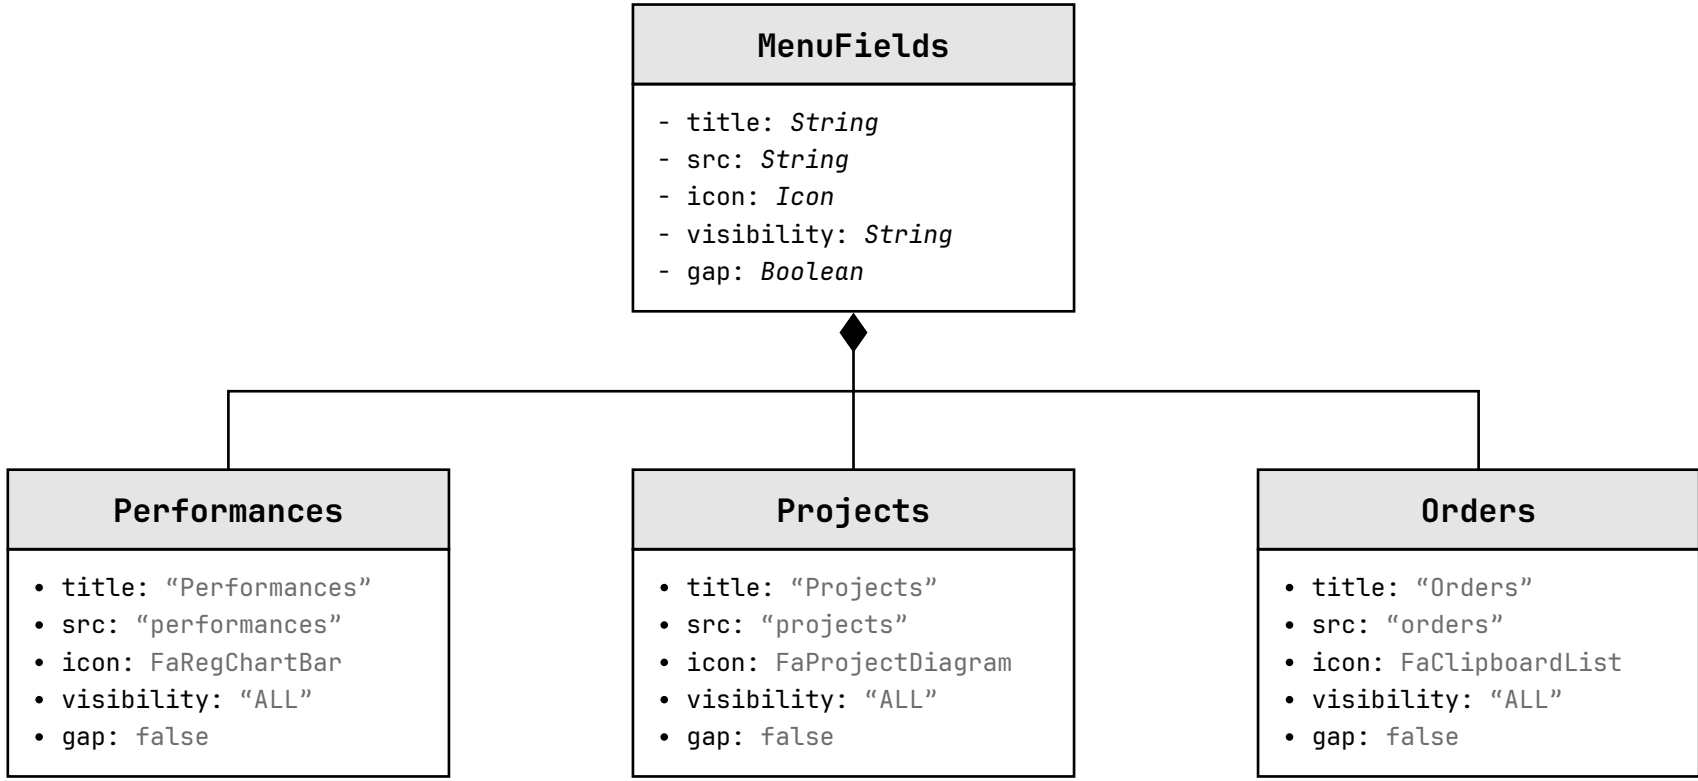 MenuFields
- title: String
- src: String
- icon: Icon
- visibility: String
- gap: Boolean
Performances
• title: “Performances”
• src: “performances”
• icon: FaRegChartBar
• visibility: “ALL”
• gap: false
Projects
• title: “Projects”
• src: “projects”
• icon: FaProjectDiagram
• visibility: “ALL”
• gap: false
Orders
• title: “Orders”
• src: “orders”
• icon: FaClipboardList
• visibility: “ALL”
• gap: false